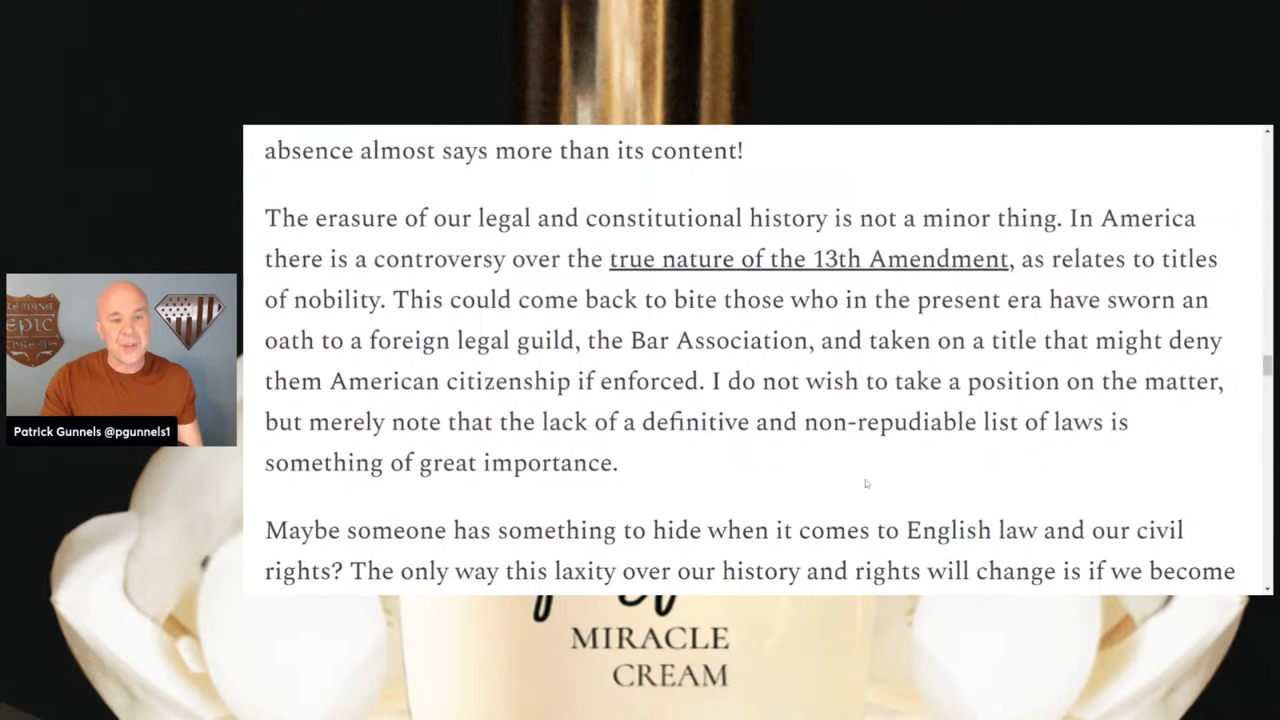 absence almost says more than its content!
The erasure of our legal and constitutional history is not a minor thing. In America
there is a controversy over the true nature of the 13th Amendment, as relates to titles
of nobility. This could come back to bite those who in the present era have sworn an
oath to a foreign legal guild, the Bar Association, and taken on a title that might deny
them American citizenship if enforced. I do not wish to take a position on the matter,
but merely note that the lack of a definitive and non-repudiable list of laws is
something of great importance.
Maybe someone has something to hide when it comes to English law and our civil
rights? The only way this laxity over our history and rights will change is if we become
EPIC
Patrick Gunnels @pgunnels1
MIRACLE
CREAM